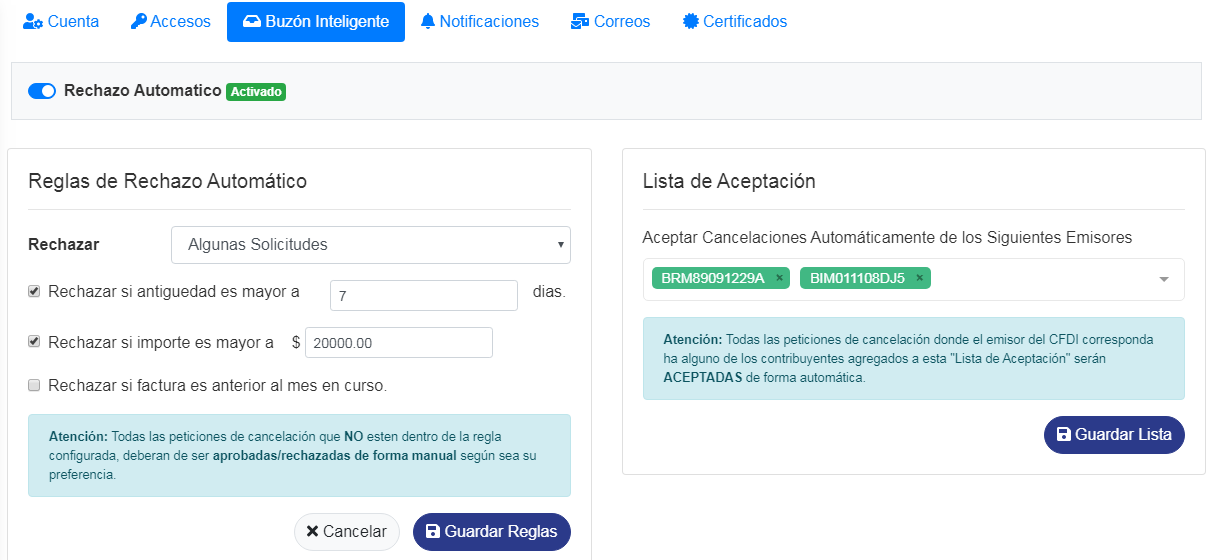 Cuenta Accesos Buzón Inteligente Notificaciones Correos Certificados
Rechazo Automatico Activado
Reglas de Rechazo Automático
Rechazar Algunas Solicitudes
Rechazar si antiguedad es mayor a 7 dias.
Rechazar si importe es mayor a $ 20000.00
Rechazar si factura es anterior al mes en curso.
Atención: Todas las peticiones de cancelación que NO esten dentro de la regla
configurada, deberan de ser aprobadas/rechazadas de forma manual según sea su
preferencia.
Cancelar Guardar Reglas
Lista de Aceptación
Aceptar Cancelaciones Automáticamente de los Siguientes Emisores
BRM89091229A × BIM011108DJ5 ×
Atención: Todas las peticiones de cancelación donde el emisor del CFDI corresponda
ha alguno de los contribuyentes agregados a esta "Lista de Aceptación" serán
ACEPTADAS de forma automática.
Guardar Lista